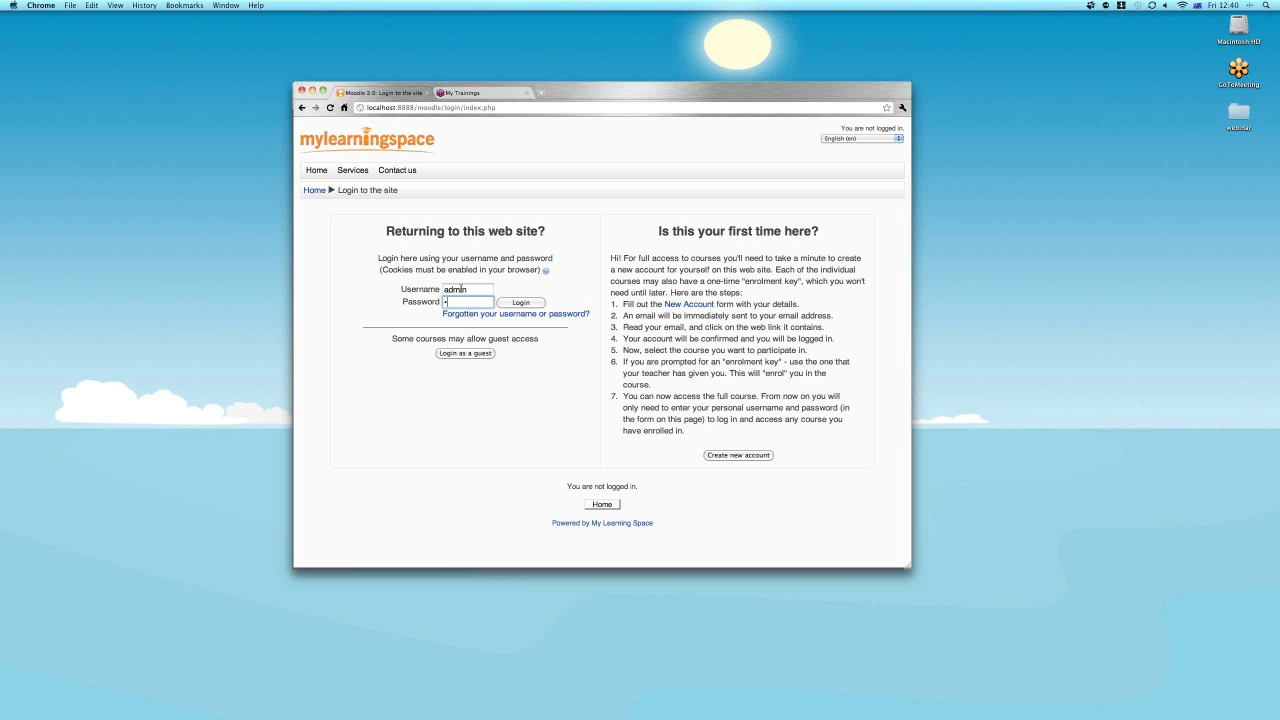 Chrome File Edit View History Bookmarks Window Help
Fri 12:40
Macintosh HD
GoToMeeting
webinar
Moodle 2.0: Login to the site
My Trainings
localhost:8888/moodle/login/index.php
mylearningspace
You are not logged in.
English (en)
Home Services Contact us
Home ► Login to the site
Returning to this web site?
Login here using your username and password
(Cookies must be enabled in your browser)
Username admin
Password
Login
Forgotten your username or password?
Some courses may allow guest access
Login as a guest
Is this your first time here?
Hi! For full access to courses you'll need to take a minute to create
a new account for yourself on this web site. Each of the individual
courses may also have a one-time "enrolment key", which you won't
need until later. Here are the steps:
1. Fill out the New Account form with your details.
2. An email will be immediately sent to your email address.
3. Read your email, and click on the web link it contains.
4. Your account will be confirmed and you will be logged in.
5. Now, select the course you want to participate in.
6. If you are prompted for an "enrolment key" - use the one that
your teacher has given you. This will "enrol" you in the
course.
7. You can now access the full course. From now on you will
only need to enter your personal username and password (in
the form on this page) to log in and access any course you
have enrolled in.
Create new account
You are not logged in.
Home
Powered by My Learning Space